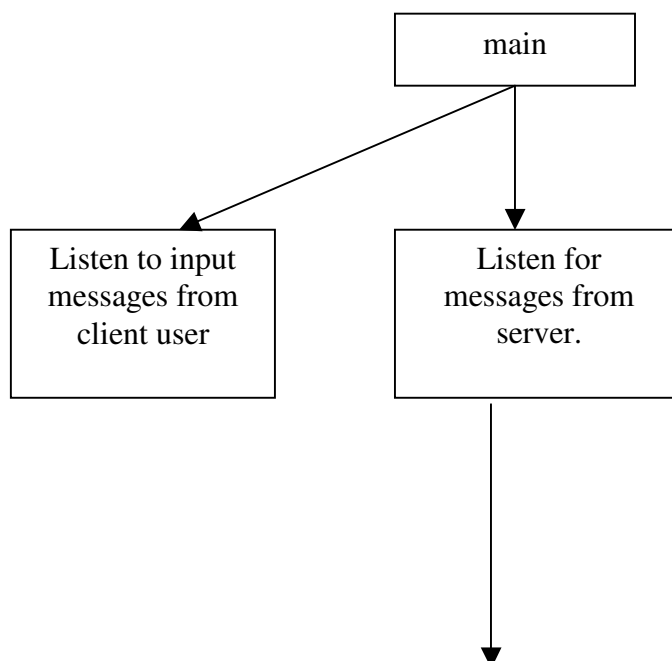 main
Listen to input
messages from
client user
Listen for
messages from
server.